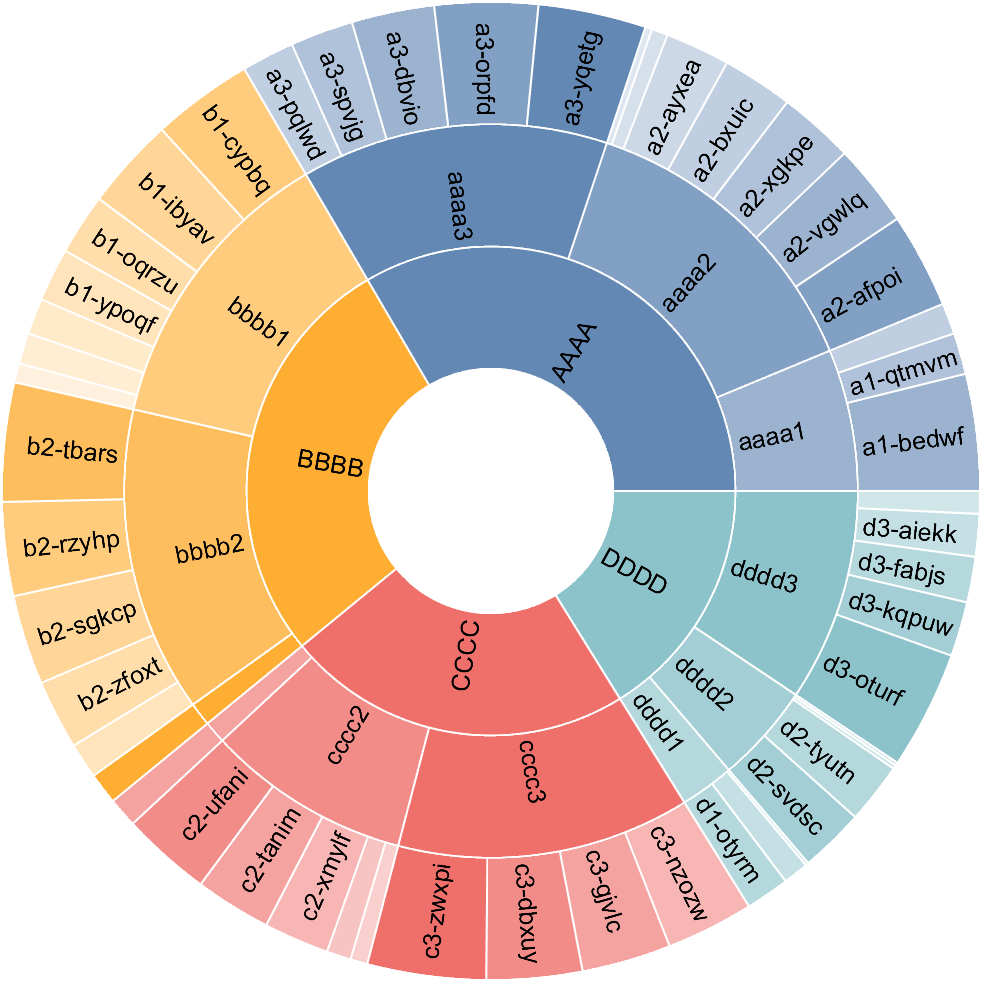 AAAA
aaaa1
a1-bedwf
a1-qtmvm
aaaa2
a2-afpoi
a2-vgwlq
a2-xgkpe
a2-bxuic
a2-ayxea
aaaa3
a3-yqetg
a3-orpfd
a3-dbvio
a3-spvjg
a3-pqlwd
BBBB
bbbb1
b1-cypbq
b1-ibyav
b1-oqrzu
b1-ypoqf
bbbb2
b2-tbars
b2-rzyhp
b2-sgkcp
b2-zfoxt
CCCC
cccc2
c2-ufani
c2-tanim
c2-xmylf
cccc3
c3-zwxpi
c3-dbxuy
c3-gjvlc
c3-nzozw
DDDD
dddd1
d1-otyrm
dddd2
d2-svdsc
d2-tyutn
dddd3
d3-oturf
d3-kqpuw
d3-fabjs
d3-aiekk